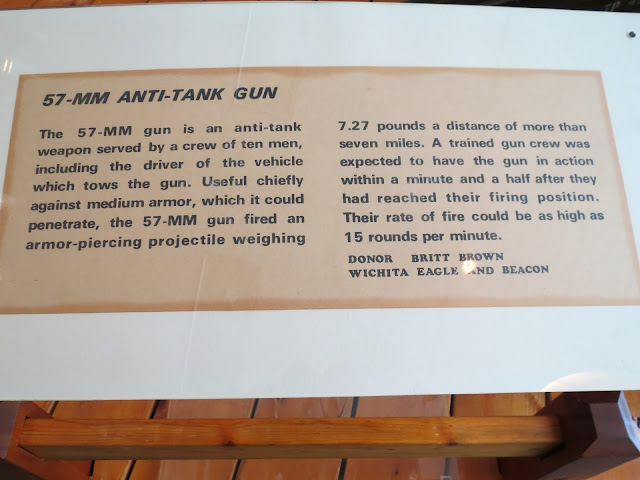 57-MM ANTI-TANK GUN
The 57-MM gun is an anti-tank
weapon served by a crew of ten men,
including the driver of the vehicle
which tows the gun. Useful chiefly
against medium armor, which it could
penetrate, the 57-MM gun fired an
armor-piercing projectile weighing
7.27 pounds a distance of more than
seven miles. A trained gun crew was
expected to have the gun in action
within a minute and a half after they
had reached their firing position.
Their rate of fire could be as high as
15 rounds per minute.
DONOR BRITT BROWN
WICHITA EAGLE AND BEACON